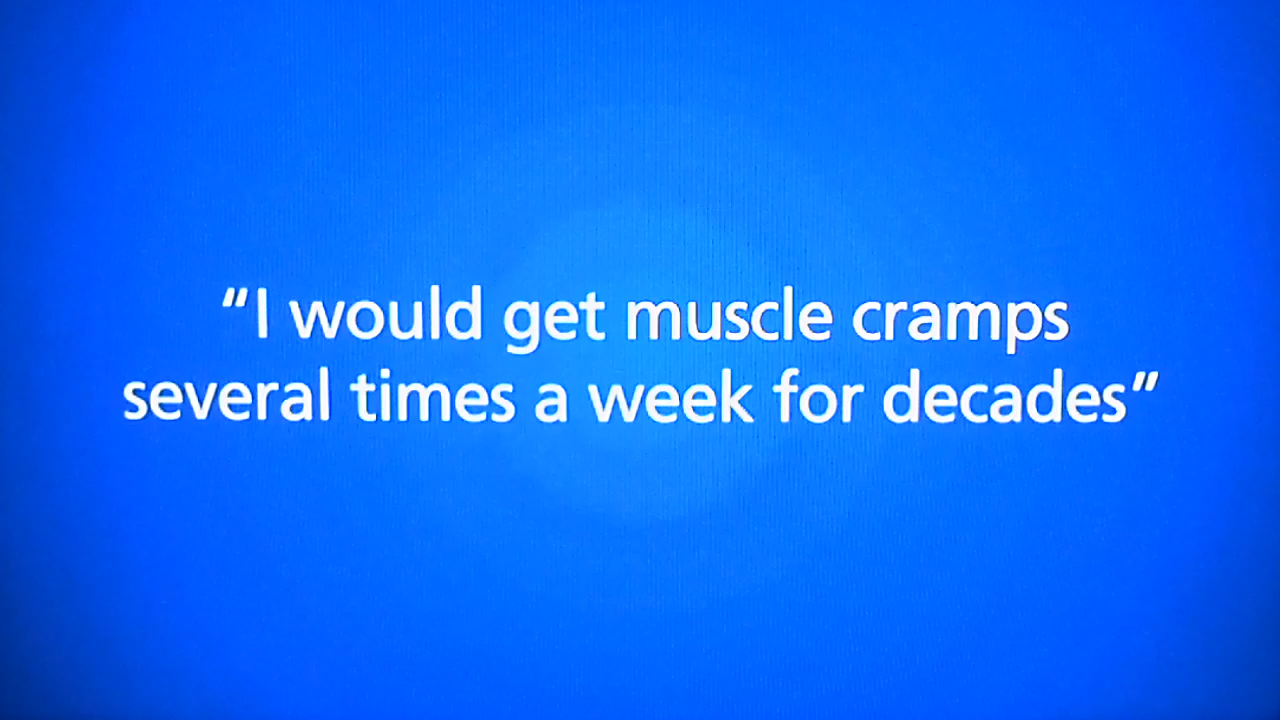 “I would get muscle cramps
several times a week for decades”